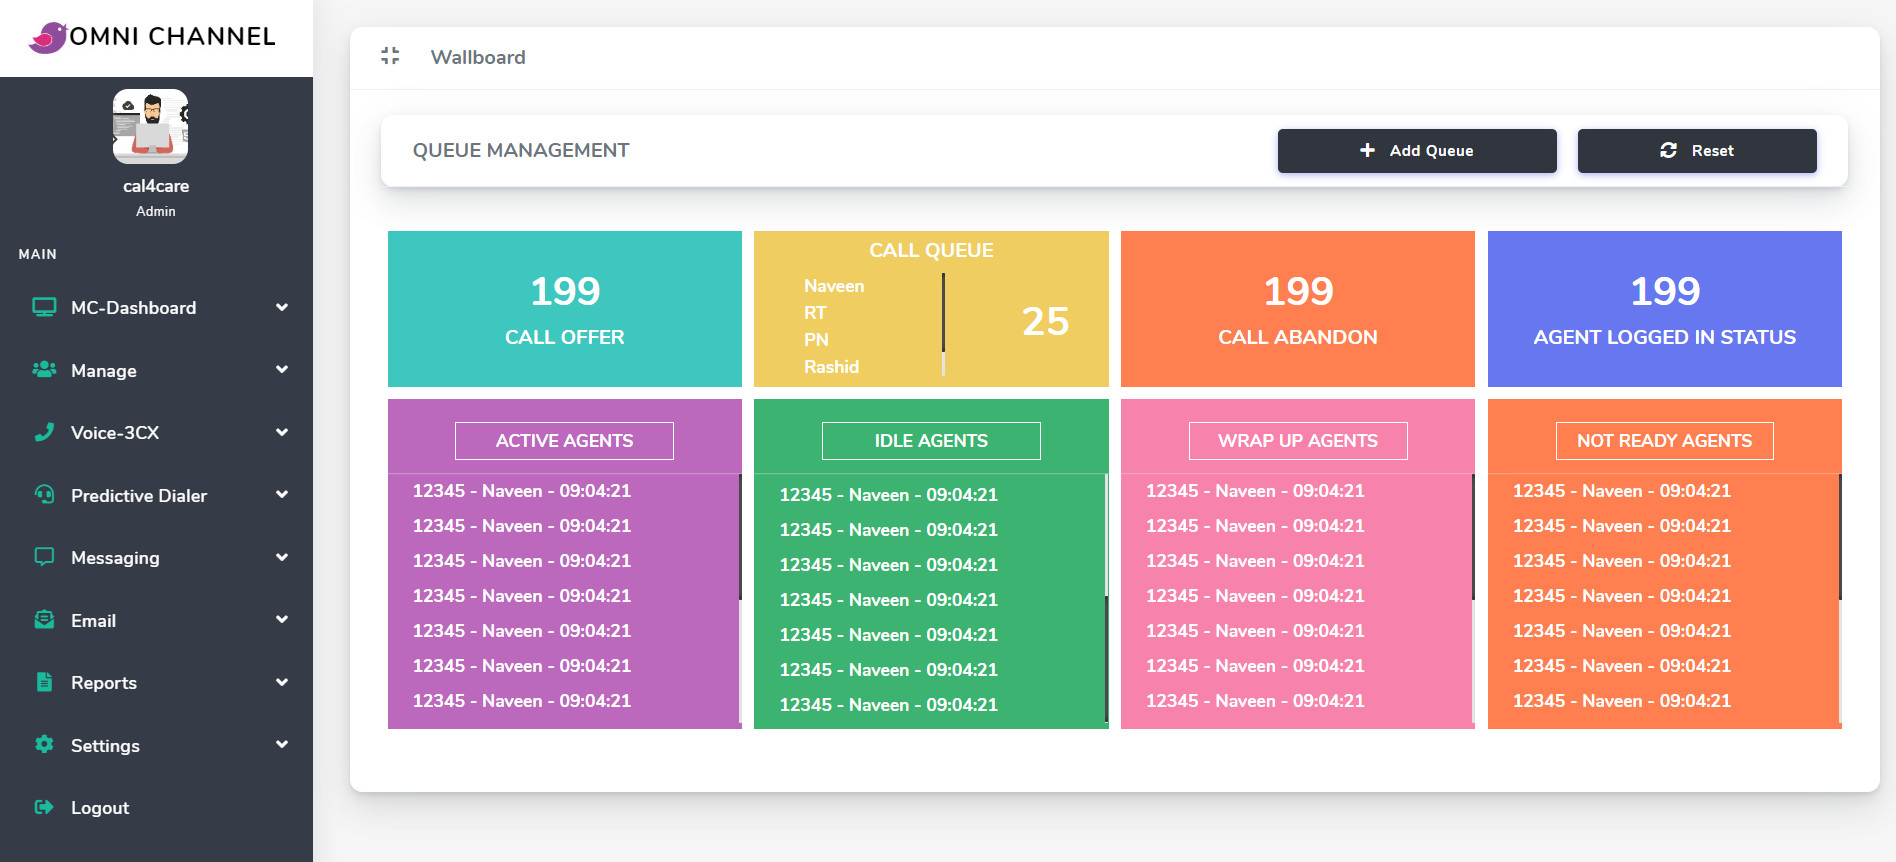 OMNI CHANNEL
cal4care
Admin
MAIN
MC-Dashboard
Manage
Voice-3CX
Predictive Dialer
Messaging
Email
Reports
Settings
Logout
Wallboard
QUEUE MANAGEMENT
Add Queue
Reset
199
CALL OFFER
CALL QUEUE
Naveen
RT
PN
Rashid
25
199
CALL ABANDON
199
AGENT LOGGED IN STATUS
ACTIVE AGENTS
12345 - Naveen - 09:04:21
12345 - Naveen - 09:04:21
12345 - Naveen - 09:04:21
12345 - Naveen - 09:04:21
12345 - Naveen - 09:04:21
12345 - Naveen - 09:04:21
12345 - Naveen - 09:04:21
IDLE AGENTS
12345 - Naveen - 09:04:21
12345 - Naveen - 09:04:21
12345 - Naveen - 09:04:21
12345 - Naveen - 09:04:21
12345 - Naveen - 09:04:21
12345 - Naveen - 09:04:21
12345 - Naveen - 09:04:21
WRAP UP AGENTS
12345 - Naveen - 09:04:21
12345 - Naveen - 09:04:21
12345 - Naveen - 09:04:21
12345 - Naveen - 09:04:21
12345 - Naveen - 09:04:21
12345 - Naveen - 09:04:21
12345 - Naveen - 09:04:21
NOT READY AGENTS
12345 - Naveen - 09:04:21
12345 - Naveen - 09:04:21
12345 - Naveen - 09:04:21
12345 - Naveen - 09:04:21
12345 - Naveen - 09:04:21
12345 - Naveen - 09:04:21
12345 - Naveen - 09:04:21